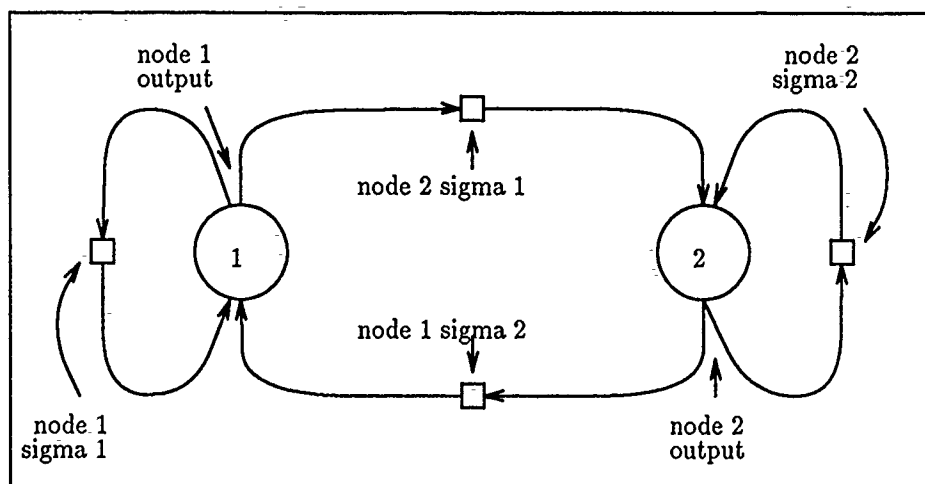 node 1
output
node 2
sigma 2
node 2 sigma 1
1
2
node 1 sigma 2
node 1
sigma 1
node 2
output